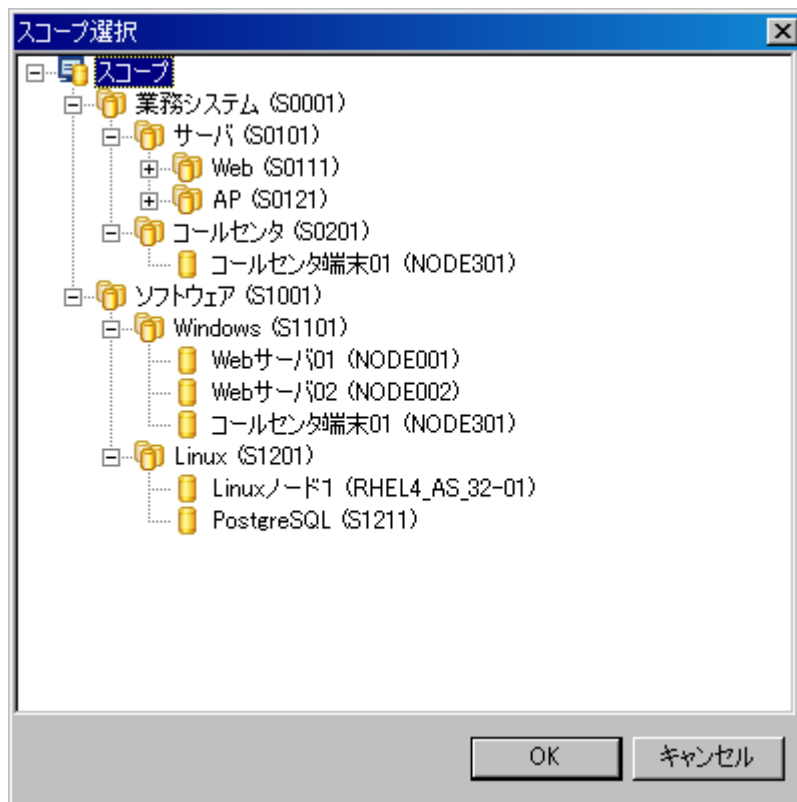 スコープ選択
スコープ
業務システム (S0001)
サーバ (S0101)
Web (S0111)
AP (S0121)
コールセンタ (S0201)
コールセンタ端末01 (NODE301)
ソフトウェア (S1001)
Windows (S1101)
Webサーバ01 (NODE001)
Webサーバ02 (NODE002)
コールセンタ端末01 (NODE301)
Linux (S1201)
Linuxノード1 (RHEL4_AS_32-01)
PostgreSQL (S1211)
OK キャンセル